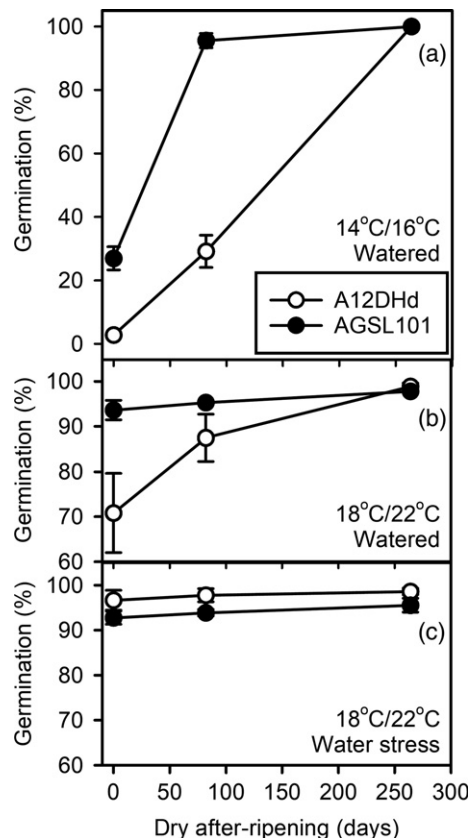 100
80
60
40
20
0
Germination (%)
(a)
14°C/16°C
Watered
A12DHd
AGSL101
100
90
80
70
60
Germination (%)
(b)
18°C/22°C
Watered
100
90
80
70
60
Germination (%)
(c)
18°C/22°C
Water stress
0 50 100 150 200 250 300
Dry after-ripening (days)